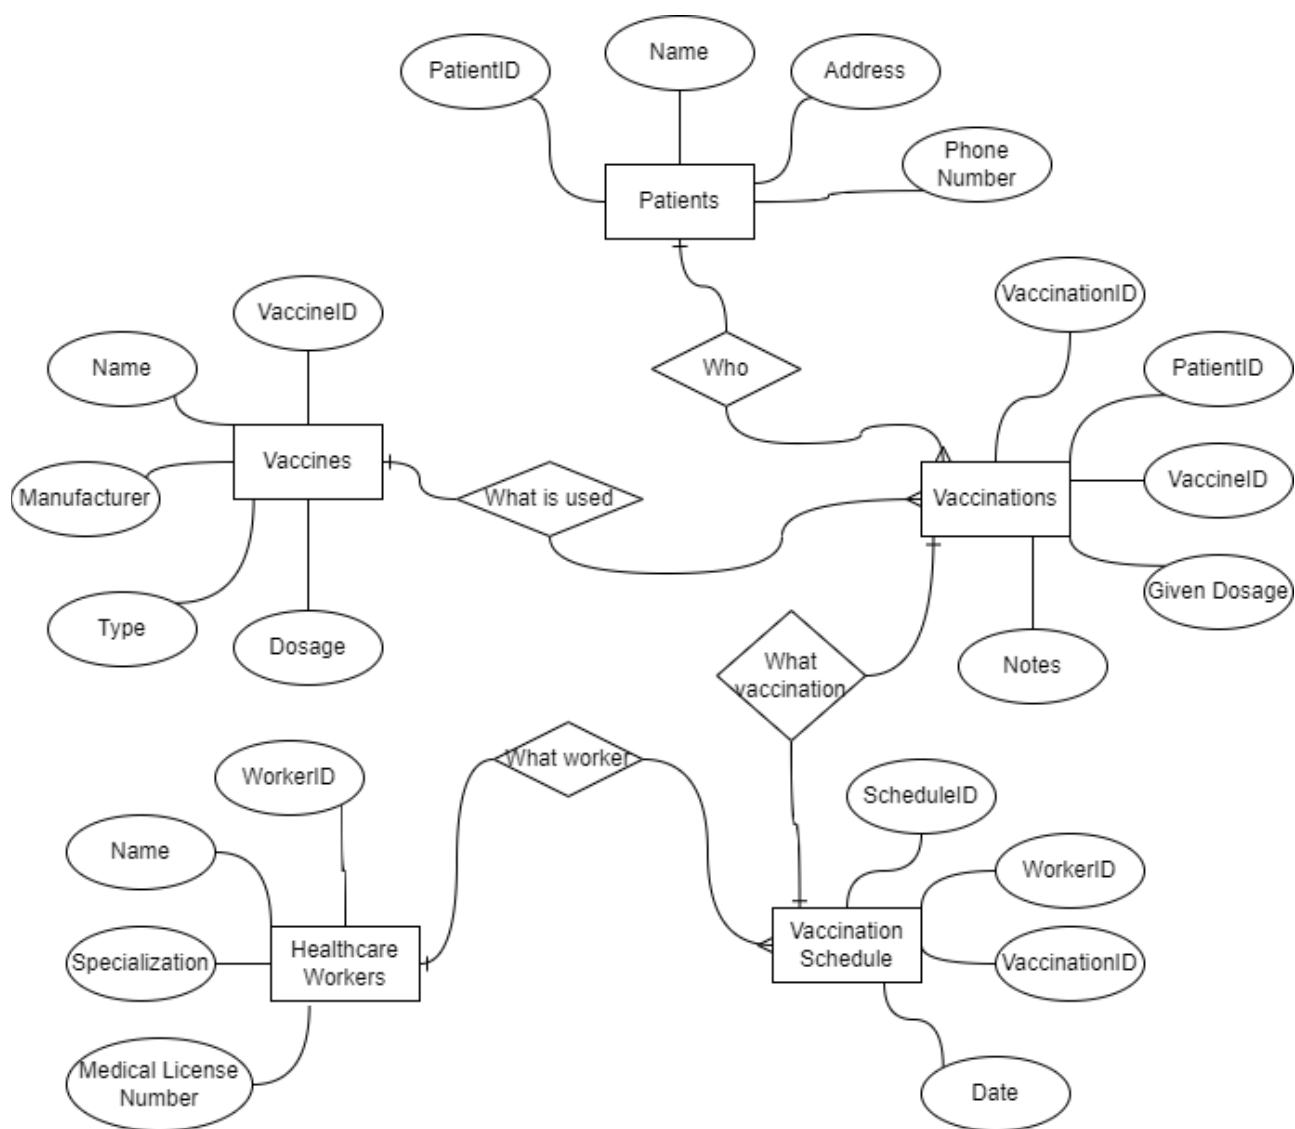 Name
PatientID
Address
Phone
Number
Patients
VaccinationID
VaccineID
Name
Who
PatientID
Vaccines
Manufacturer
What is used
Vaccinations
VaccineID
Given Dosage
Type
Dosage
What
vaccination
Notes
WorkerID
What worker
ScheduleID
Name
WorkerID
Specialization
Healthcare
Workers
Vaccination
Schedule
VaccinationID
Medical License
Number
Date